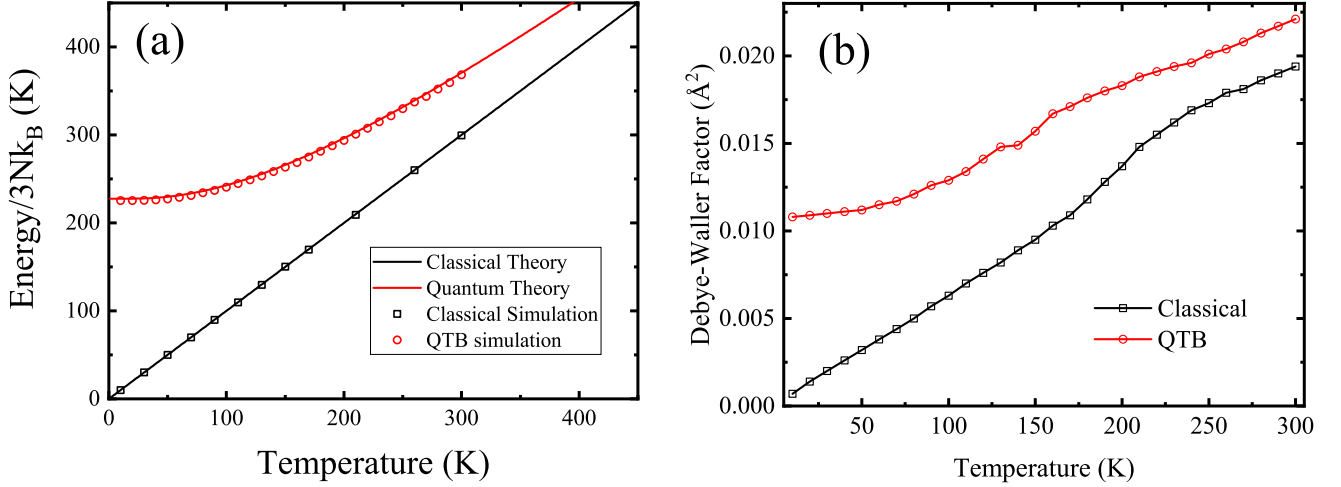 (a)
Energy/3Nk_B (K)
400
300
200
100
0
Classical Theory
Quantum Theory
Classical Simulation
QTB simulation
0 100 200 300 400
Temperature (K)
(b)
Debye-Waller Factor (Å²)
0.020
0.015
0.010
0.005
0.000
Classical
QTB
50 100 150 200 250 300
Temperature (K)